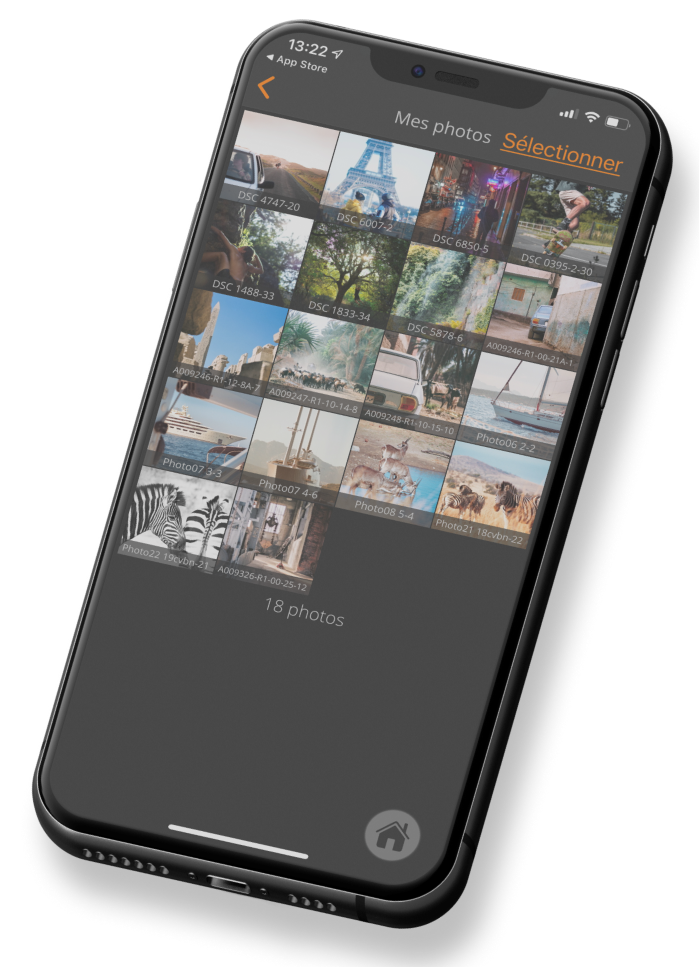 13:22
◀ App Store
Mes photos
Sélectionner
DSC 4747-20
DSC 6007-2
DSC 6850-5
DSC 0395-2-30
DSC 1488-33
DSC 1833-34
DSC 5878-6
A009246-R1-00-21A-1
A009246-R1-12-8A-7
A009247-R1-10-14-8
A009248-R1-10-15-10
Photo06 2-2
Photo07 3-3
Photo07 4-6
Photo08 5-4
Photo21 18cvbn-22
Photo22 19cvbn-21
A009326-R1-00-25-12
18 photos